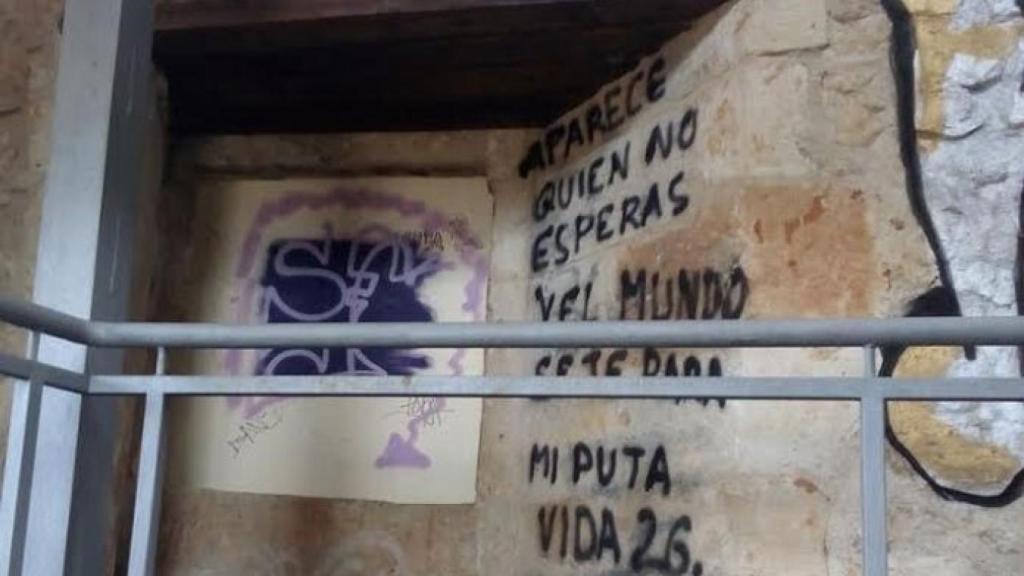 APARECE
QUIEN NO
ESPERAS
Y EL MUNDO
SE TE PARA
MI PUTA
VIDA 26.